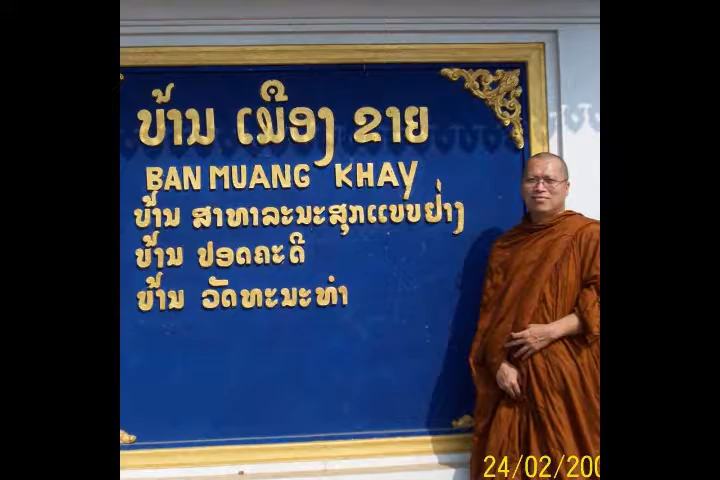 ບ້ານ ເມືອງ ຂາຍ
BAN MUANG KHAY
ບ້ານ ສາທາລະນະສຸກແບບຢ່າງ
ບ້ານ ປອດຄະດີ
ບ້ານ ວັດທະນະທຳ
24/02/200